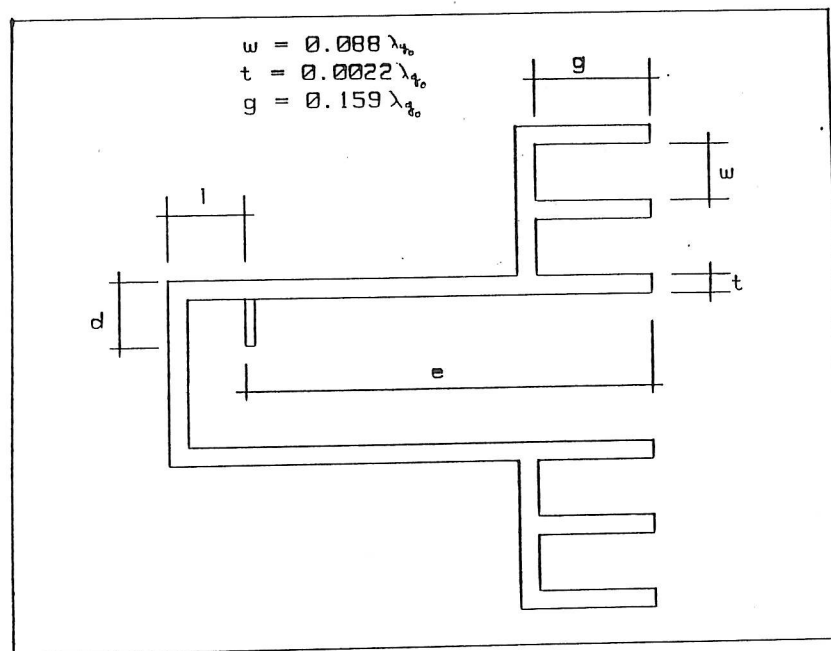 w = 0.088 λg₀
t = 0.0022 λg₀
g = 0.159 λg₀
g
w
l
t
d
e